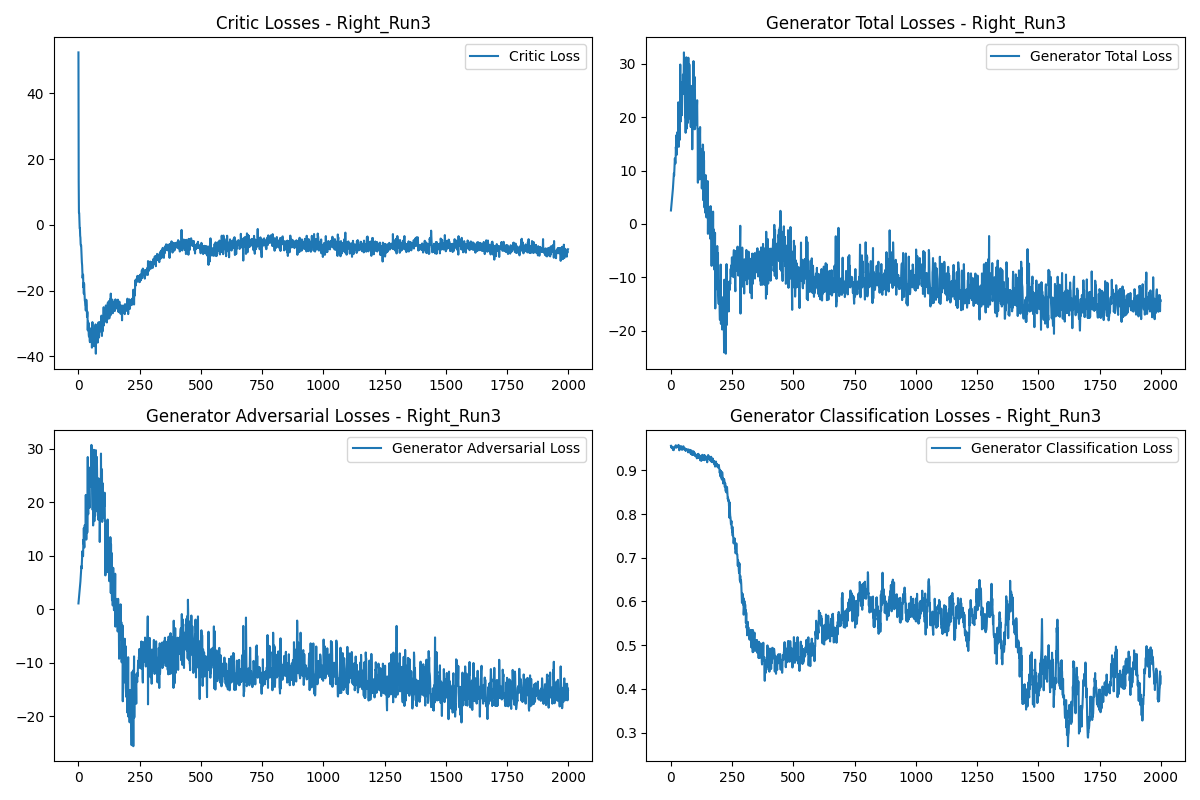 Critic Losses - Right_Run3
Critic Loss
40
20
0
−20
−40
0 250 500 750 1000 1250 1500 1750 2000
Generator Total Losses - Right_Run3
Generator Total Loss
30
20
10
0
−10
−20
0 250 500 750 1000 1250 1500 1750 2000
Generator Adversarial Losses - Right_Run3
Generator Adversarial Loss
30
20
10
0
−10
−20
0 250 500 750 1000 1250 1500 1750 2000
Generator Classification Losses - Right_Run3
Generator Classification Loss
0.9
0.8
0.7
0.6
0.5
0.4
0.3
0 250 500 750 1000 1250 1500 1750 2000